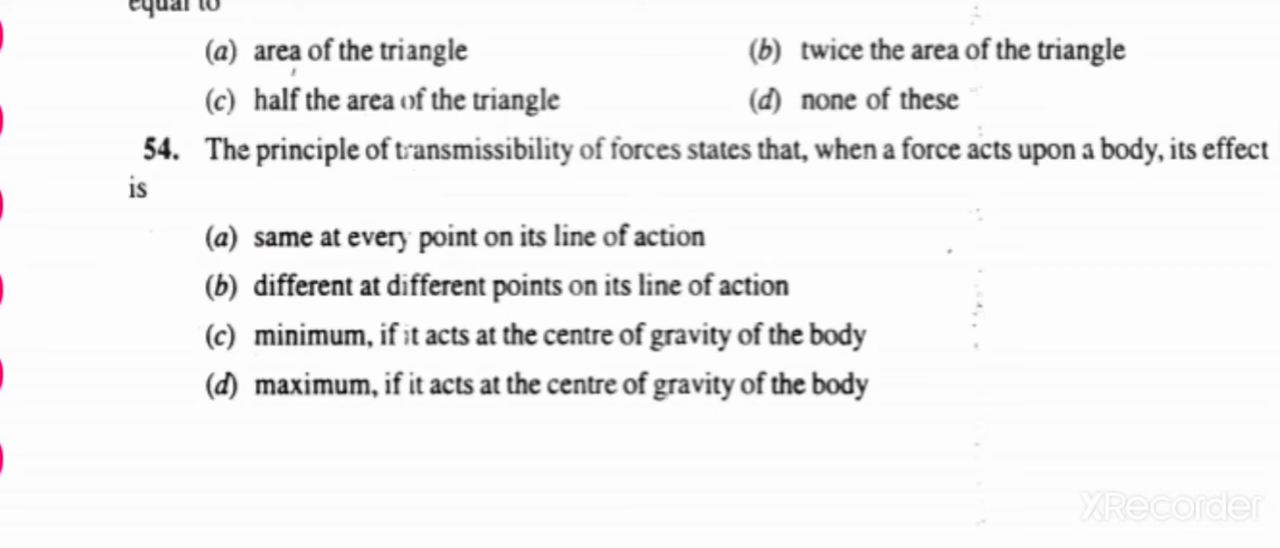 equal to
(a) area of the triangle (b) twice the area of the triangle
(c) half the area of the triangle (d) none of these
54. The principle of transmissibility of forces states that, when a force acts upon a body, its effect
is
(a) same at every point on its line of action
(b) different at different points on its line of action
(c) minimum, if it acts at the centre of gravity of the body
(d) maximum, if it acts at the centre of gravity of the body
XRecorder